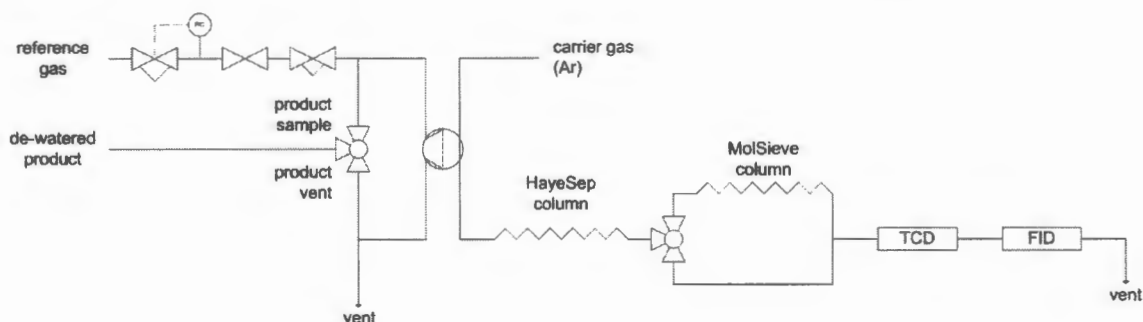 RC
reference
gas
carrier gas
(Ar)
product
sample
de-watered
product
product
vent
MolSieve
column
HayeSep
column
TCD
FID
vent
vent